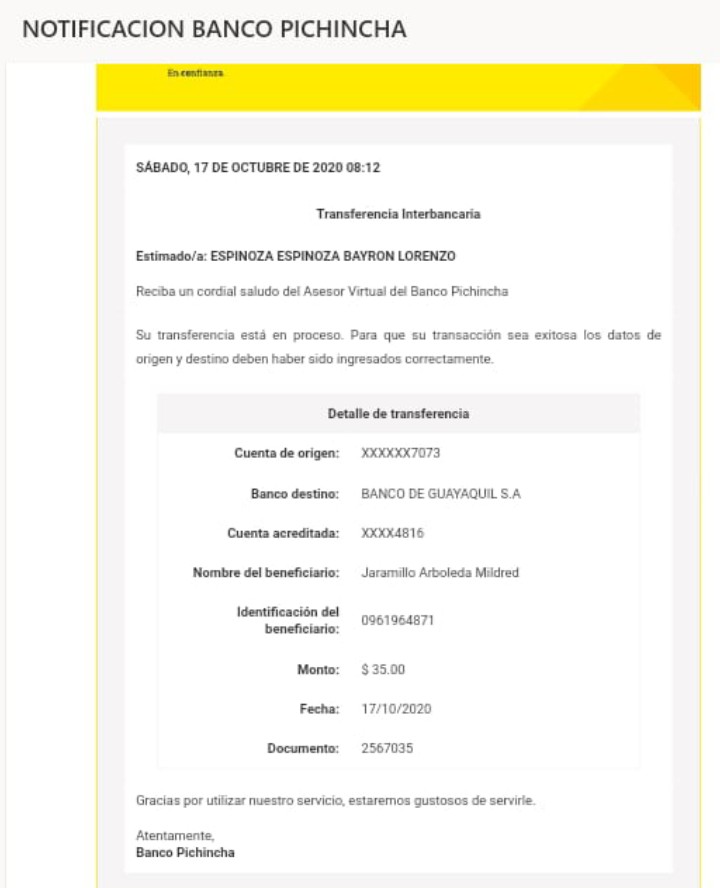 NOTIFICACION BANCO PICHINCHA
En confianza.
SÁBADO, 17 DE OCTUBRE DE 2020 08:12
Transferencia Interbancaria
Estimado/a: ESPINOZA ESPINOZA BAYRON LORENZO
Reciba un cordial saludo del Asesor Virtual del Banco Pichincha
Su transferencia está en proceso. Para que su transacción sea exitosa los datos de
origen y destino deben haber sido ingresados correctamente.
Detalle de transferencia
Cuenta de origen: XXXXXX7073
Banco destino: BANCO DE GUAYAQUIL S.A
Cuenta acreditada: XXXX4816
Nombre del beneficiario: Jaramillo Arboleda Mildred
Identificación del
beneficiario: 0961964871
Monto: $ 35.00
Fecha: 17/10/2020
Documento: 2567035
Gracias por utilizar nuestro servicio, estaremos gustosos de servirle.
Atentamente,
Banco Pichincha